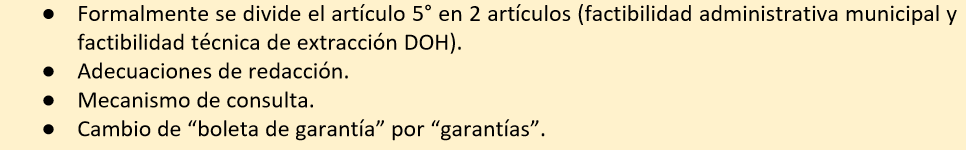 ● Formalmente se divide el artículo 5° en 2 artículos (factibilidad administrativa municipal y
factibilidad técnica de extracción DOH).
● Adecuaciones de redacción.
● Mecanismo de consulta.
● Cambio de “boleta de garantía” por “garantías”.